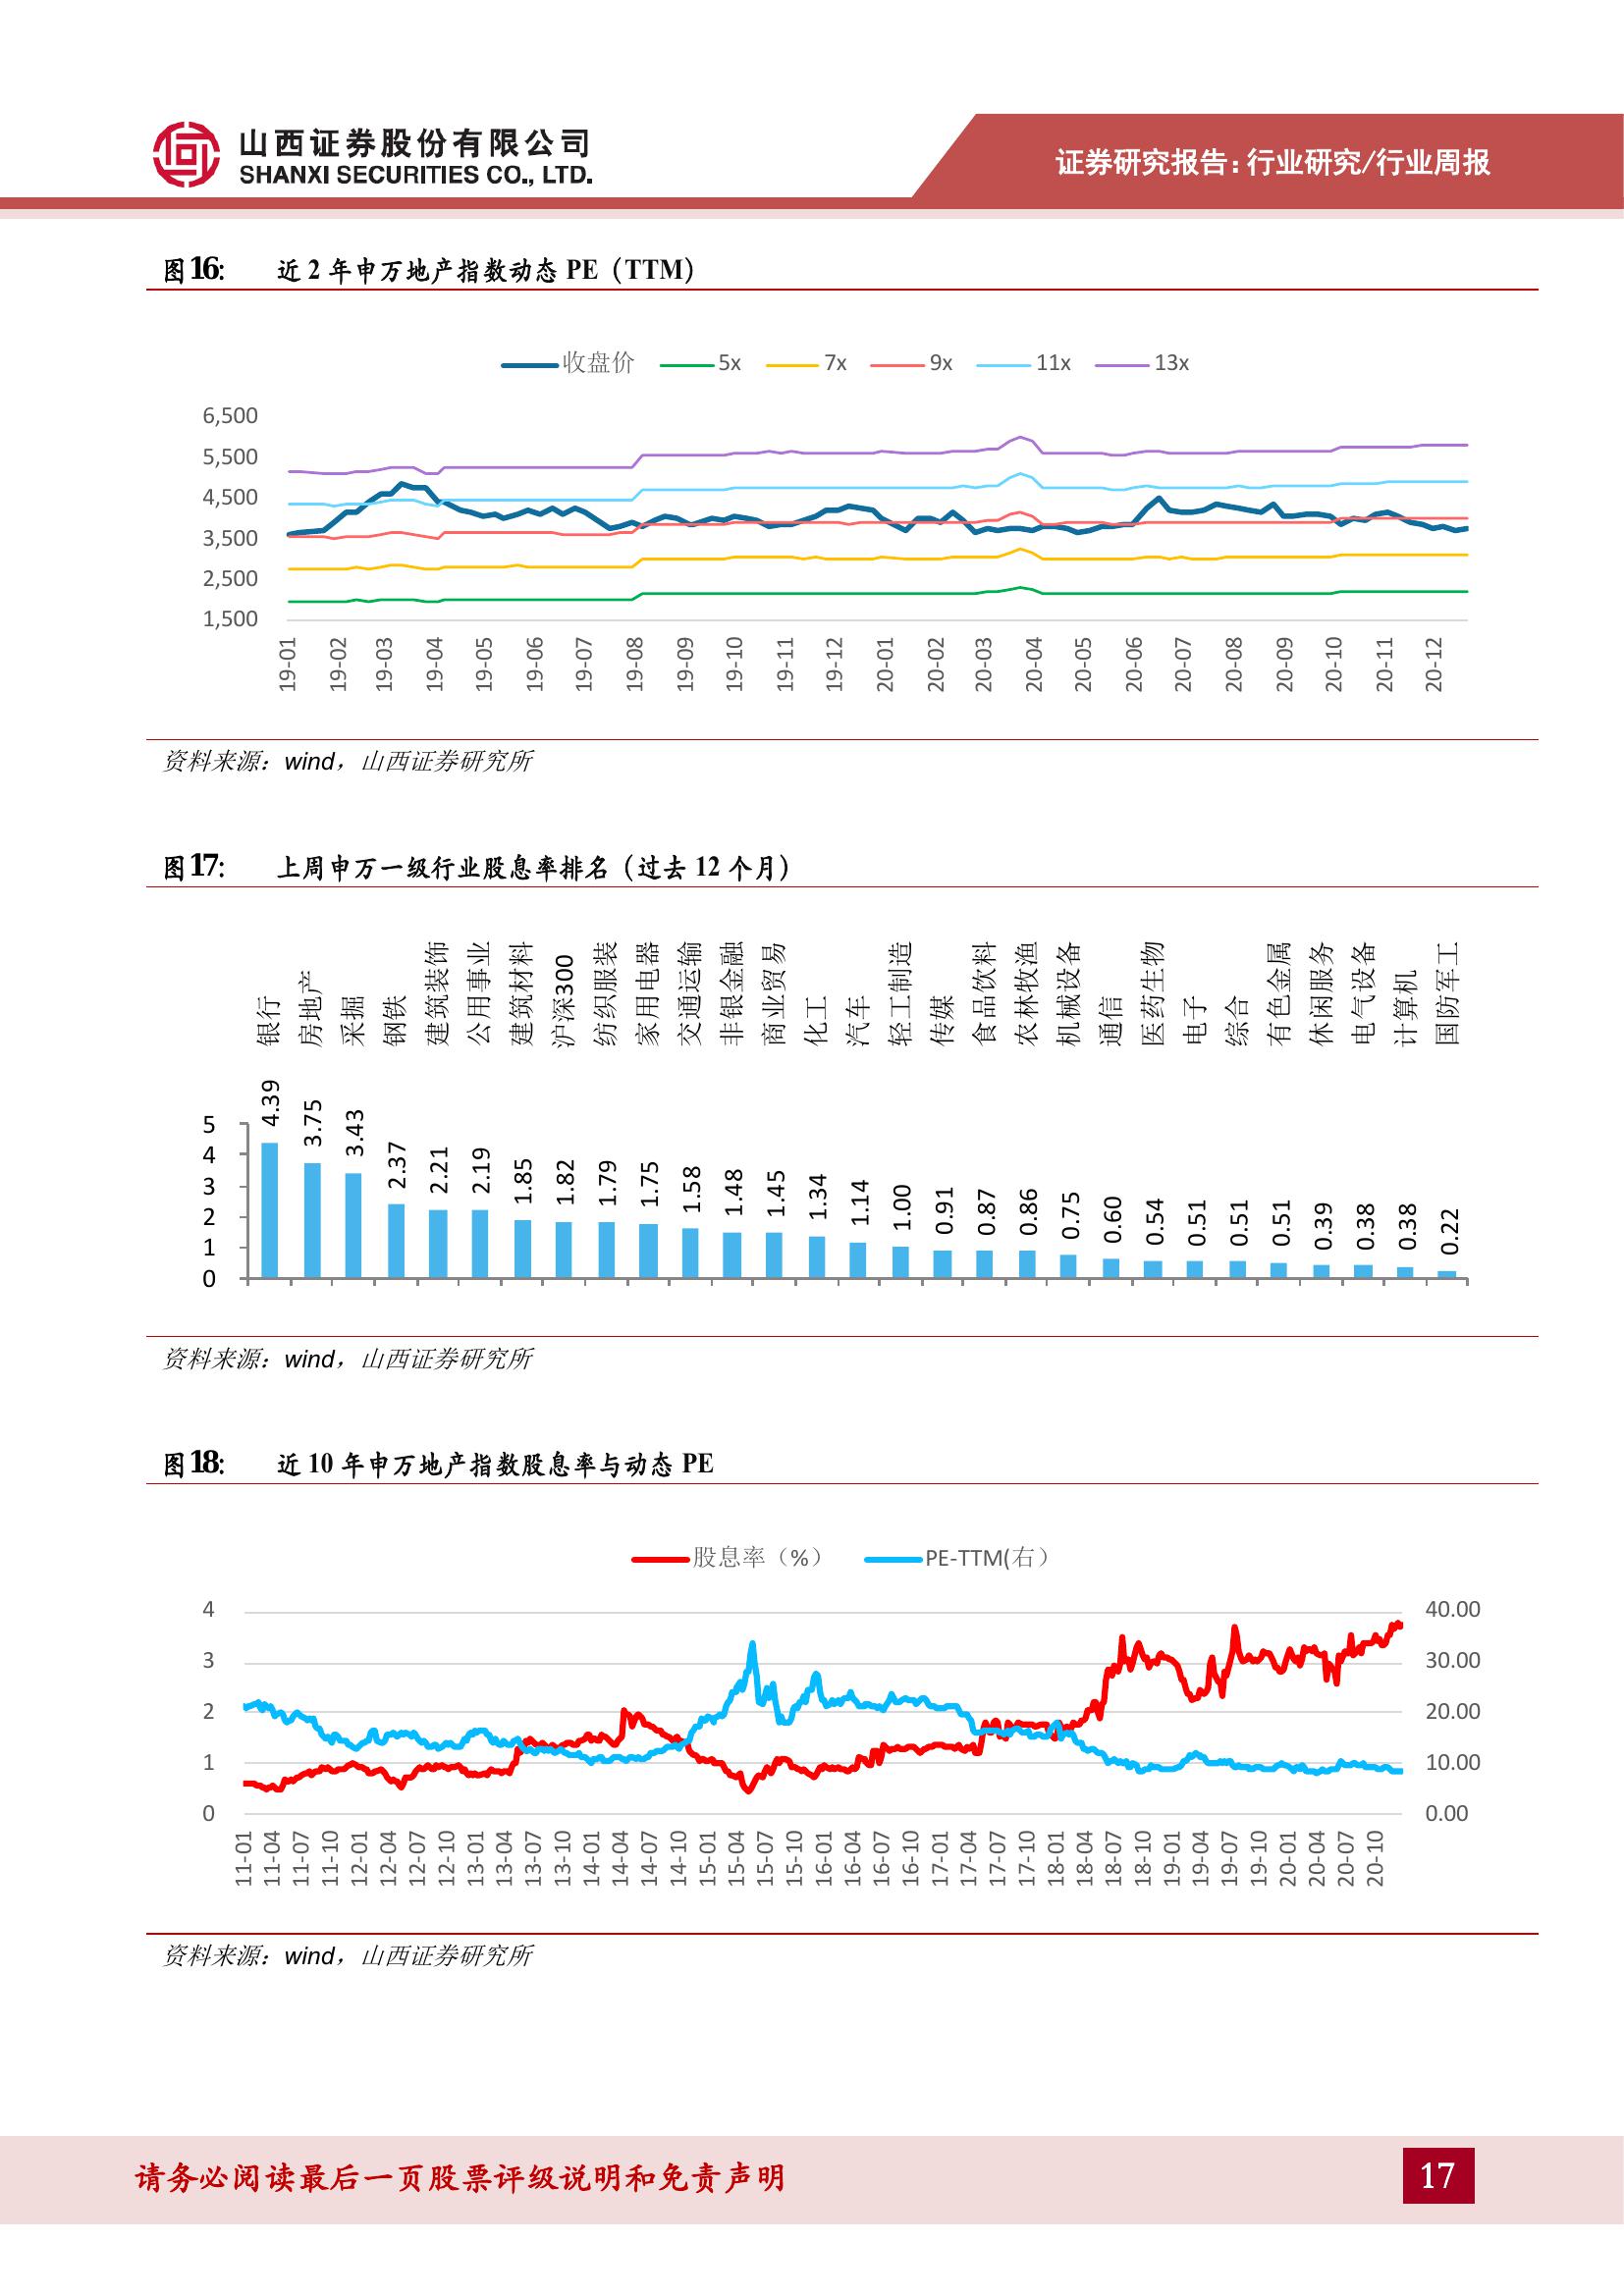 山西证券股份有限公司
SHANXI SECURITIES CO., LTD.
证券研究报告：行业研究/行业周报
图16： 近 2 年申万地产指数动态 PE（TTM）
收盘价 5x 7x 9x 11x 13x
6,500
5,500
4,500
3,500
2,500
1,500
19-01 19-02 19-03 19-04 19-05 19-06 19-07 19-08 19-09 19-10 19-11 19-12 20-01 20-02 20-03 20-04 20-05 20-06 20-07 20-08 20-09 20-10 20-11 20-12
资料来源：wind，山西证券研究所
图17： 上周申万一级行业股息率排名（过去 12 个月）
银行 房地产 采掘 钢铁 建筑装饰 公用事业 建筑材料 沪深300 纺织服装 家用电器 交通运输 非银金融 商业贸易 化工 汽车 轻工制造 传媒 食品饮料 农林牧渔 机械设备 通信 医药生物 电子 综合 有色金属 休闲服务 电气设备 计算机 国防军工
4.39 3.75 3.43 2.37 2.21 2.19 1.85 1.82 1.79 1.75 1.58 1.48 1.45 1.34 1.14 1.00 0.91 0.87 0.86 0.75 0.60 0.54 0.51 0.51 0.51 0.39 0.38 0.38 0.22
5
4
3
2
1
0
资料来源：wind，山西证券研究所
图18： 近 10 年申万地产指数股息率与动态 PE
股息率（%） PE-TTM(右）
4 40.00
3 30.00
2 20.00
1 10.00
0 0.00
11-01 11-04 11-07 11-10 12-01 12-04 12-07 12-10 13-01 13-04 13-07 13-10 14-01 14-04 14-07 14-10 15-01 15-04 15-07 15-10 16-01 16-04 16-07 16-10 17-01 17-04 17-07 17-10 18-01 18-04 18-07 18-10 19-01 19-04 19-07 19-10 20-01 20-04 20-07 20-10
资料来源：wind，山西证券研究所
请务必阅读最后一页股票评级说明和免责声明 17